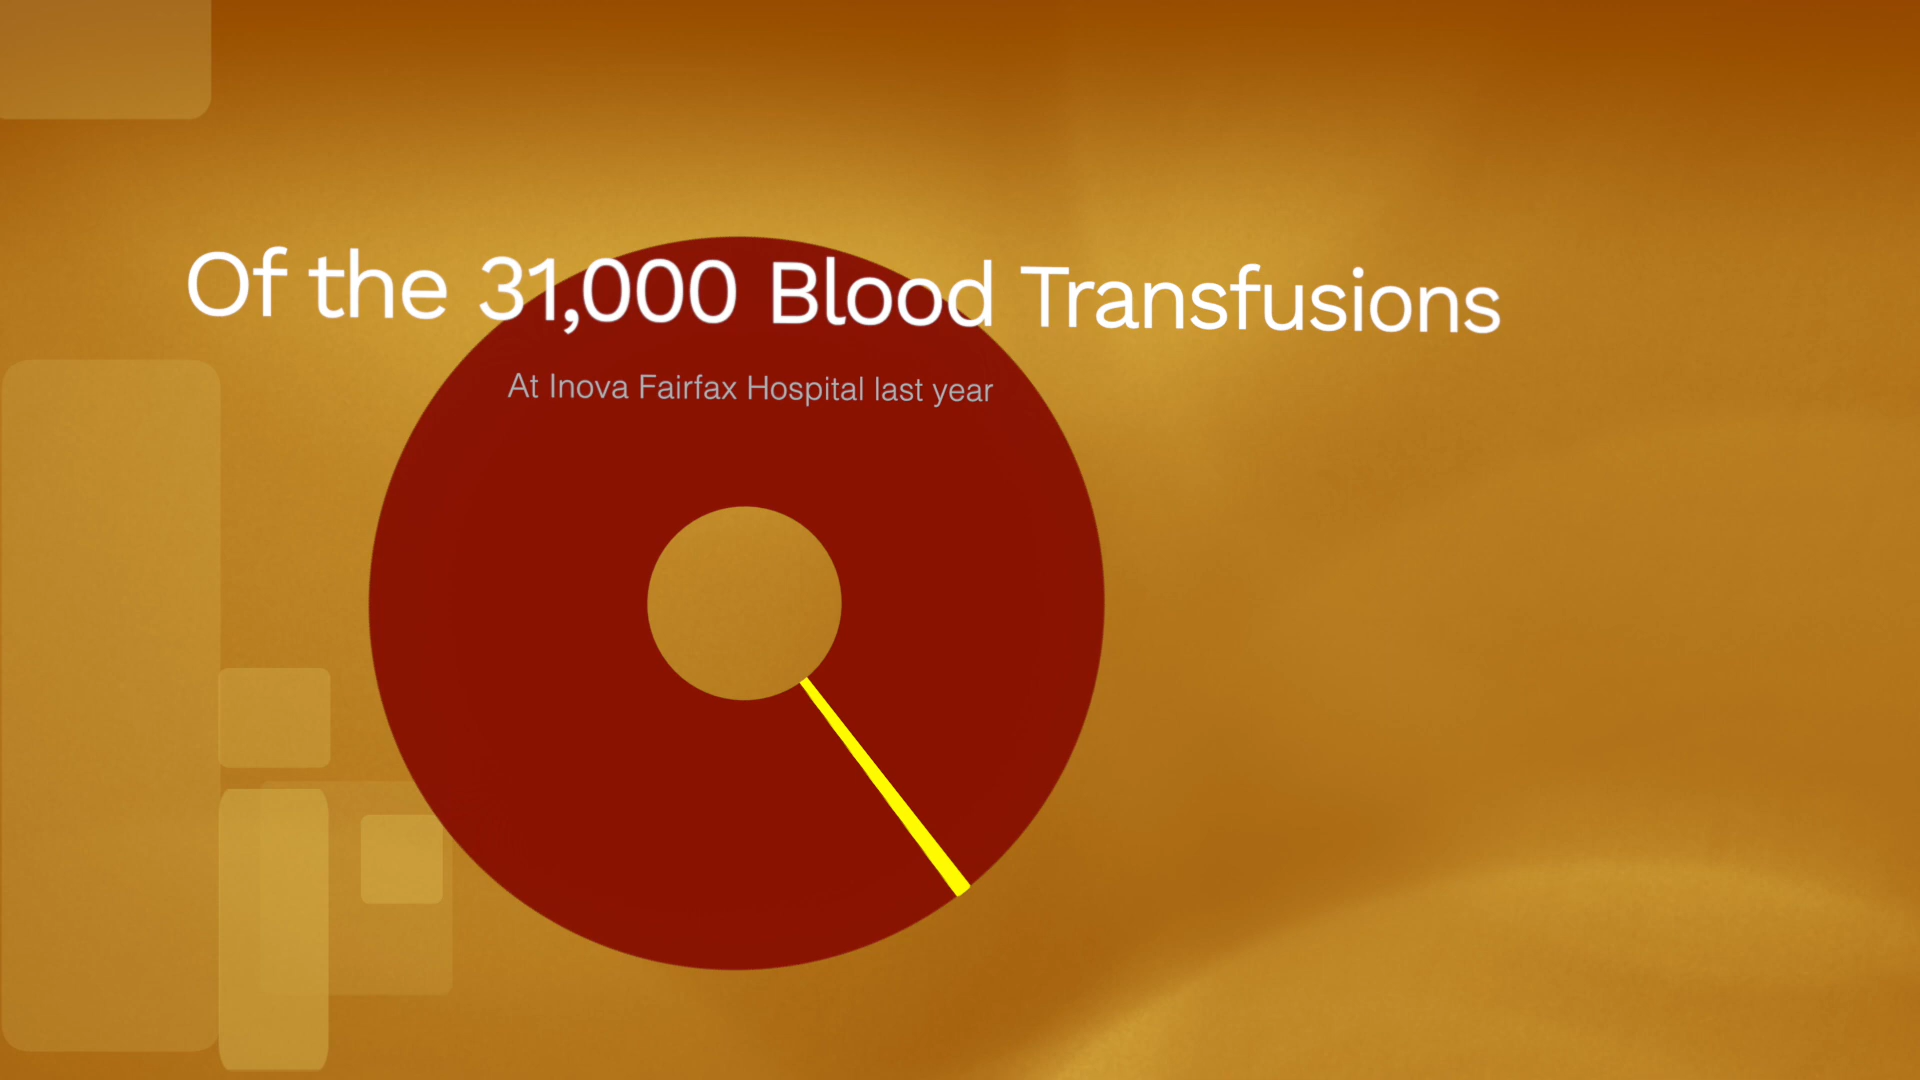 Of the 31,000 Blood Transfusions
At Inova Fairfax Hospital last year